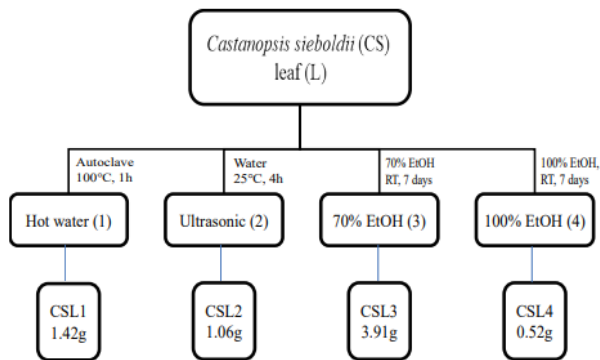 Castanopsis sieboldii (CS)
leaf (L)
Autoclave
100°C, 1h
Water
25°C, 4h
70% EtOH
RT, 7 days
100% EtOH,
RT, 7 days
Hot water (1)
Ultrasonic (2)
70% EtOH (3)
100% EtOH (4)
CSL1
1.42g
CSL2
1.06g
CSL3
3.91g
CSL4
0.52g